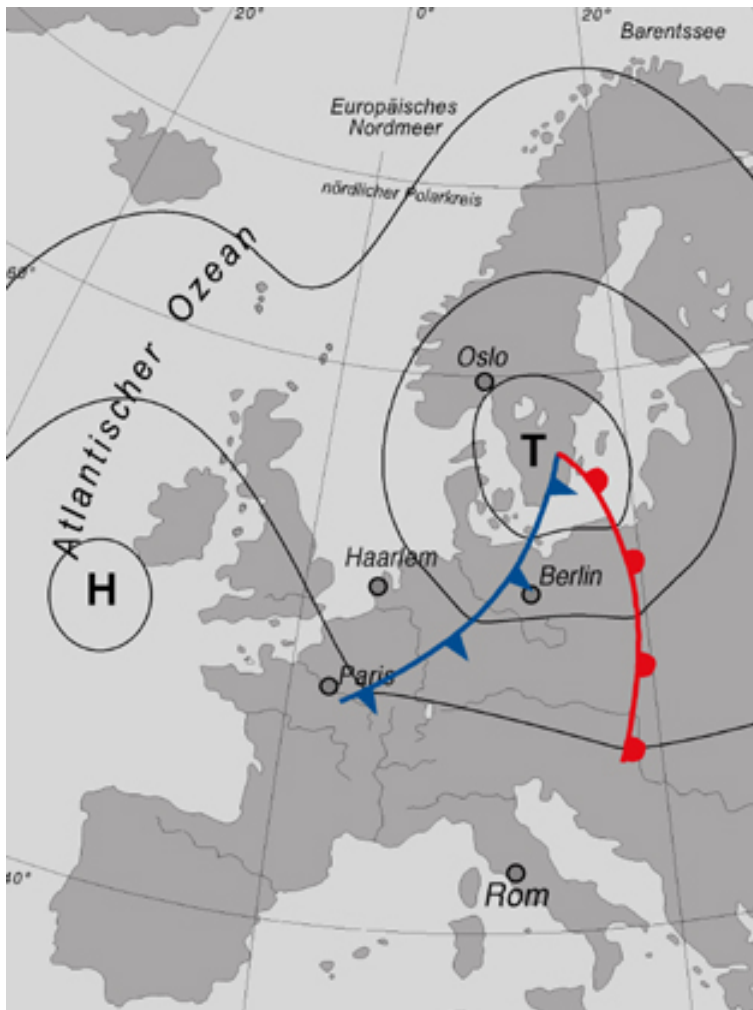 20°
0°
20°
Barentssee
Europäisches
Nordmeer
nördlicher Polarkreis
60°
Atlantischer Ozean
Oslo
T
Haarlem
Berlin
H
Paris
40°
Rom